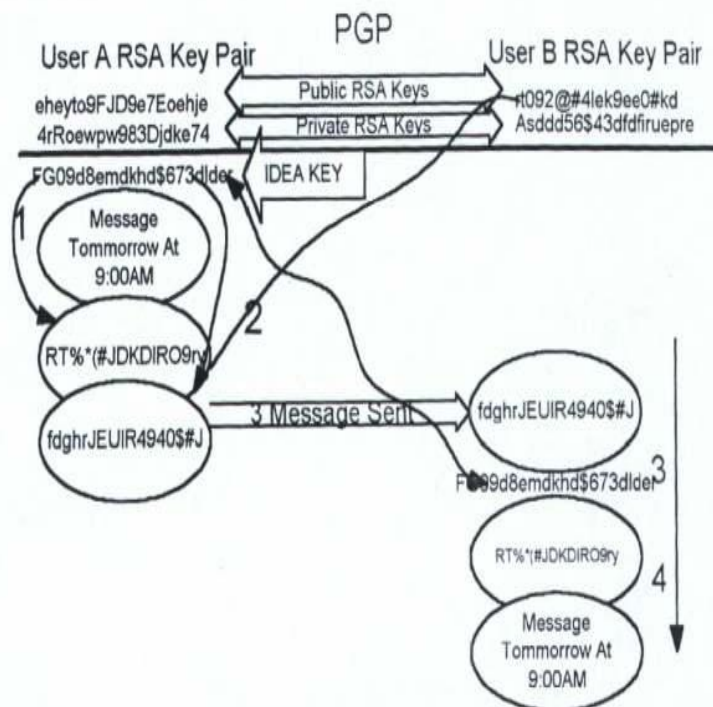 PGP
User A RSA Key Pair
User B RSA Key Pair
eheyto9FJD9e7Eoehje
Public RSA Keys
rt092@#4lek9ee0#kd
4rRoewpw983Djdke74
Private RSA Keys
Asddd56$43dfdfiruepre
FG09d8emdkhd$673dlder
IDEA KEY
1
Message
Tommorrow At
9:00AM
2
RT%*(#JDKDIRO9ry
fdghrJEUIR4940$#J
3 Message Sent
fdghrJEUIR4940$#J
3
FG09d8emdkhd$673dlder
RT%*(#JDKDIRO9ry
4
Message
Tommorrow At
9:00AM